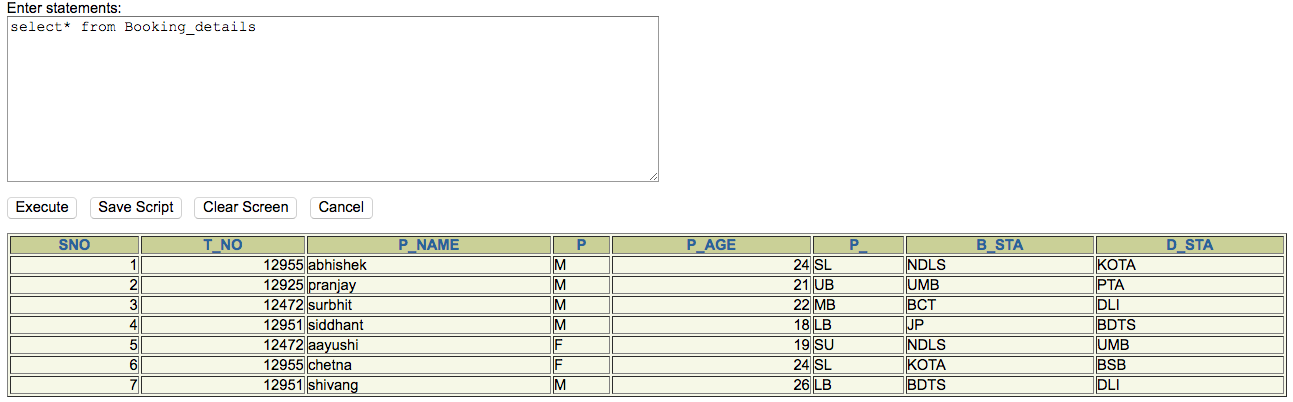 Enter statements:
select* from Booking_details
Execute Save Script Clear Screen Cancel
SNO T_NO P_NAME P P_AGE P_ B_STA D_STA
1 12955 abhishek M 24 SL NDLS KOTA
2 12925 pranjay M 21 UB UMB PTA
3 12472 surbhit M 22 MB BCT DLI
4 12951 siddhant M 18 LB JP BDTS
5 12472 aayushi F 19 SU NDLS UMB
6 12955 chetna F 24 SL KOTA BSB
7 12951 shivang M 26 LB BDTS DLI